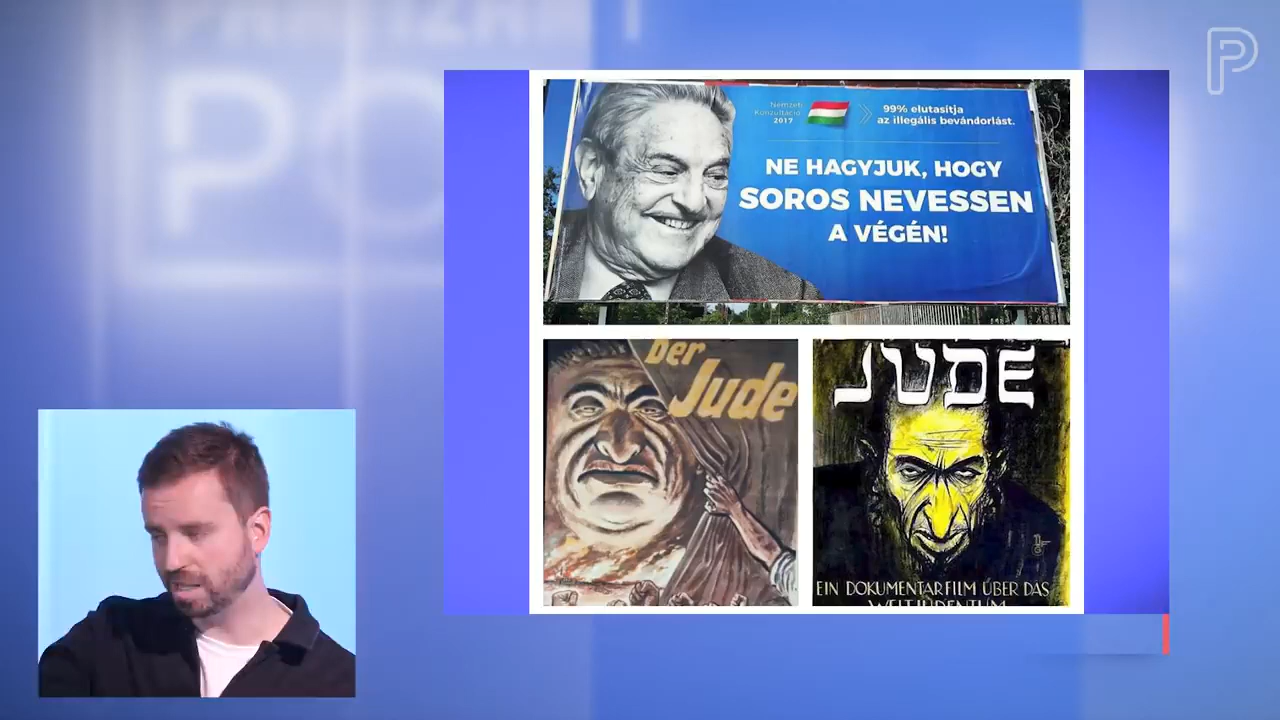 P
Nemzeti
Konzultáció
2017
99% elutasítja
az illegális bevándorlást.
NE HAGYJUK, HOGY
SOROS NEVESSEN
A VÉGÉN!
Der
Jude
JUDE
EIN DOKUMENTARFILM ÜBER DAS
WELTJUDENTUM